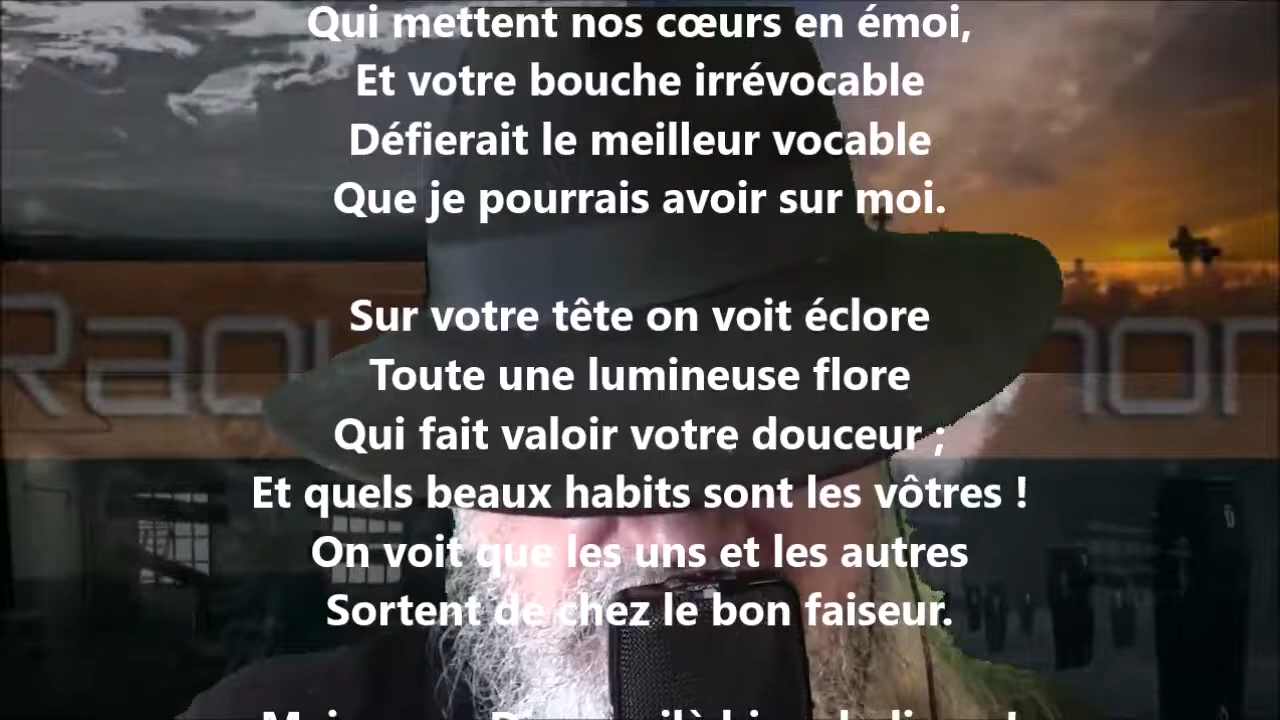 Qui mettent nos cœurs en émoi,
Et votre bouche irrévocable
Défierait le meilleur vocable
Que je pourrais avoir sur moi.
Sur votre tête on voit éclore
Toute une lumineuse flore
Qui fait valoir votre douceur ;
Et quels beaux habits sont les vôtres !
On voit que les uns et les autres
Sortent de chez le bon faiseur.